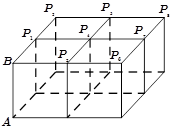 P₂ P₅ P₈
P₁ P₄ P₇
B P₃ P₆
A